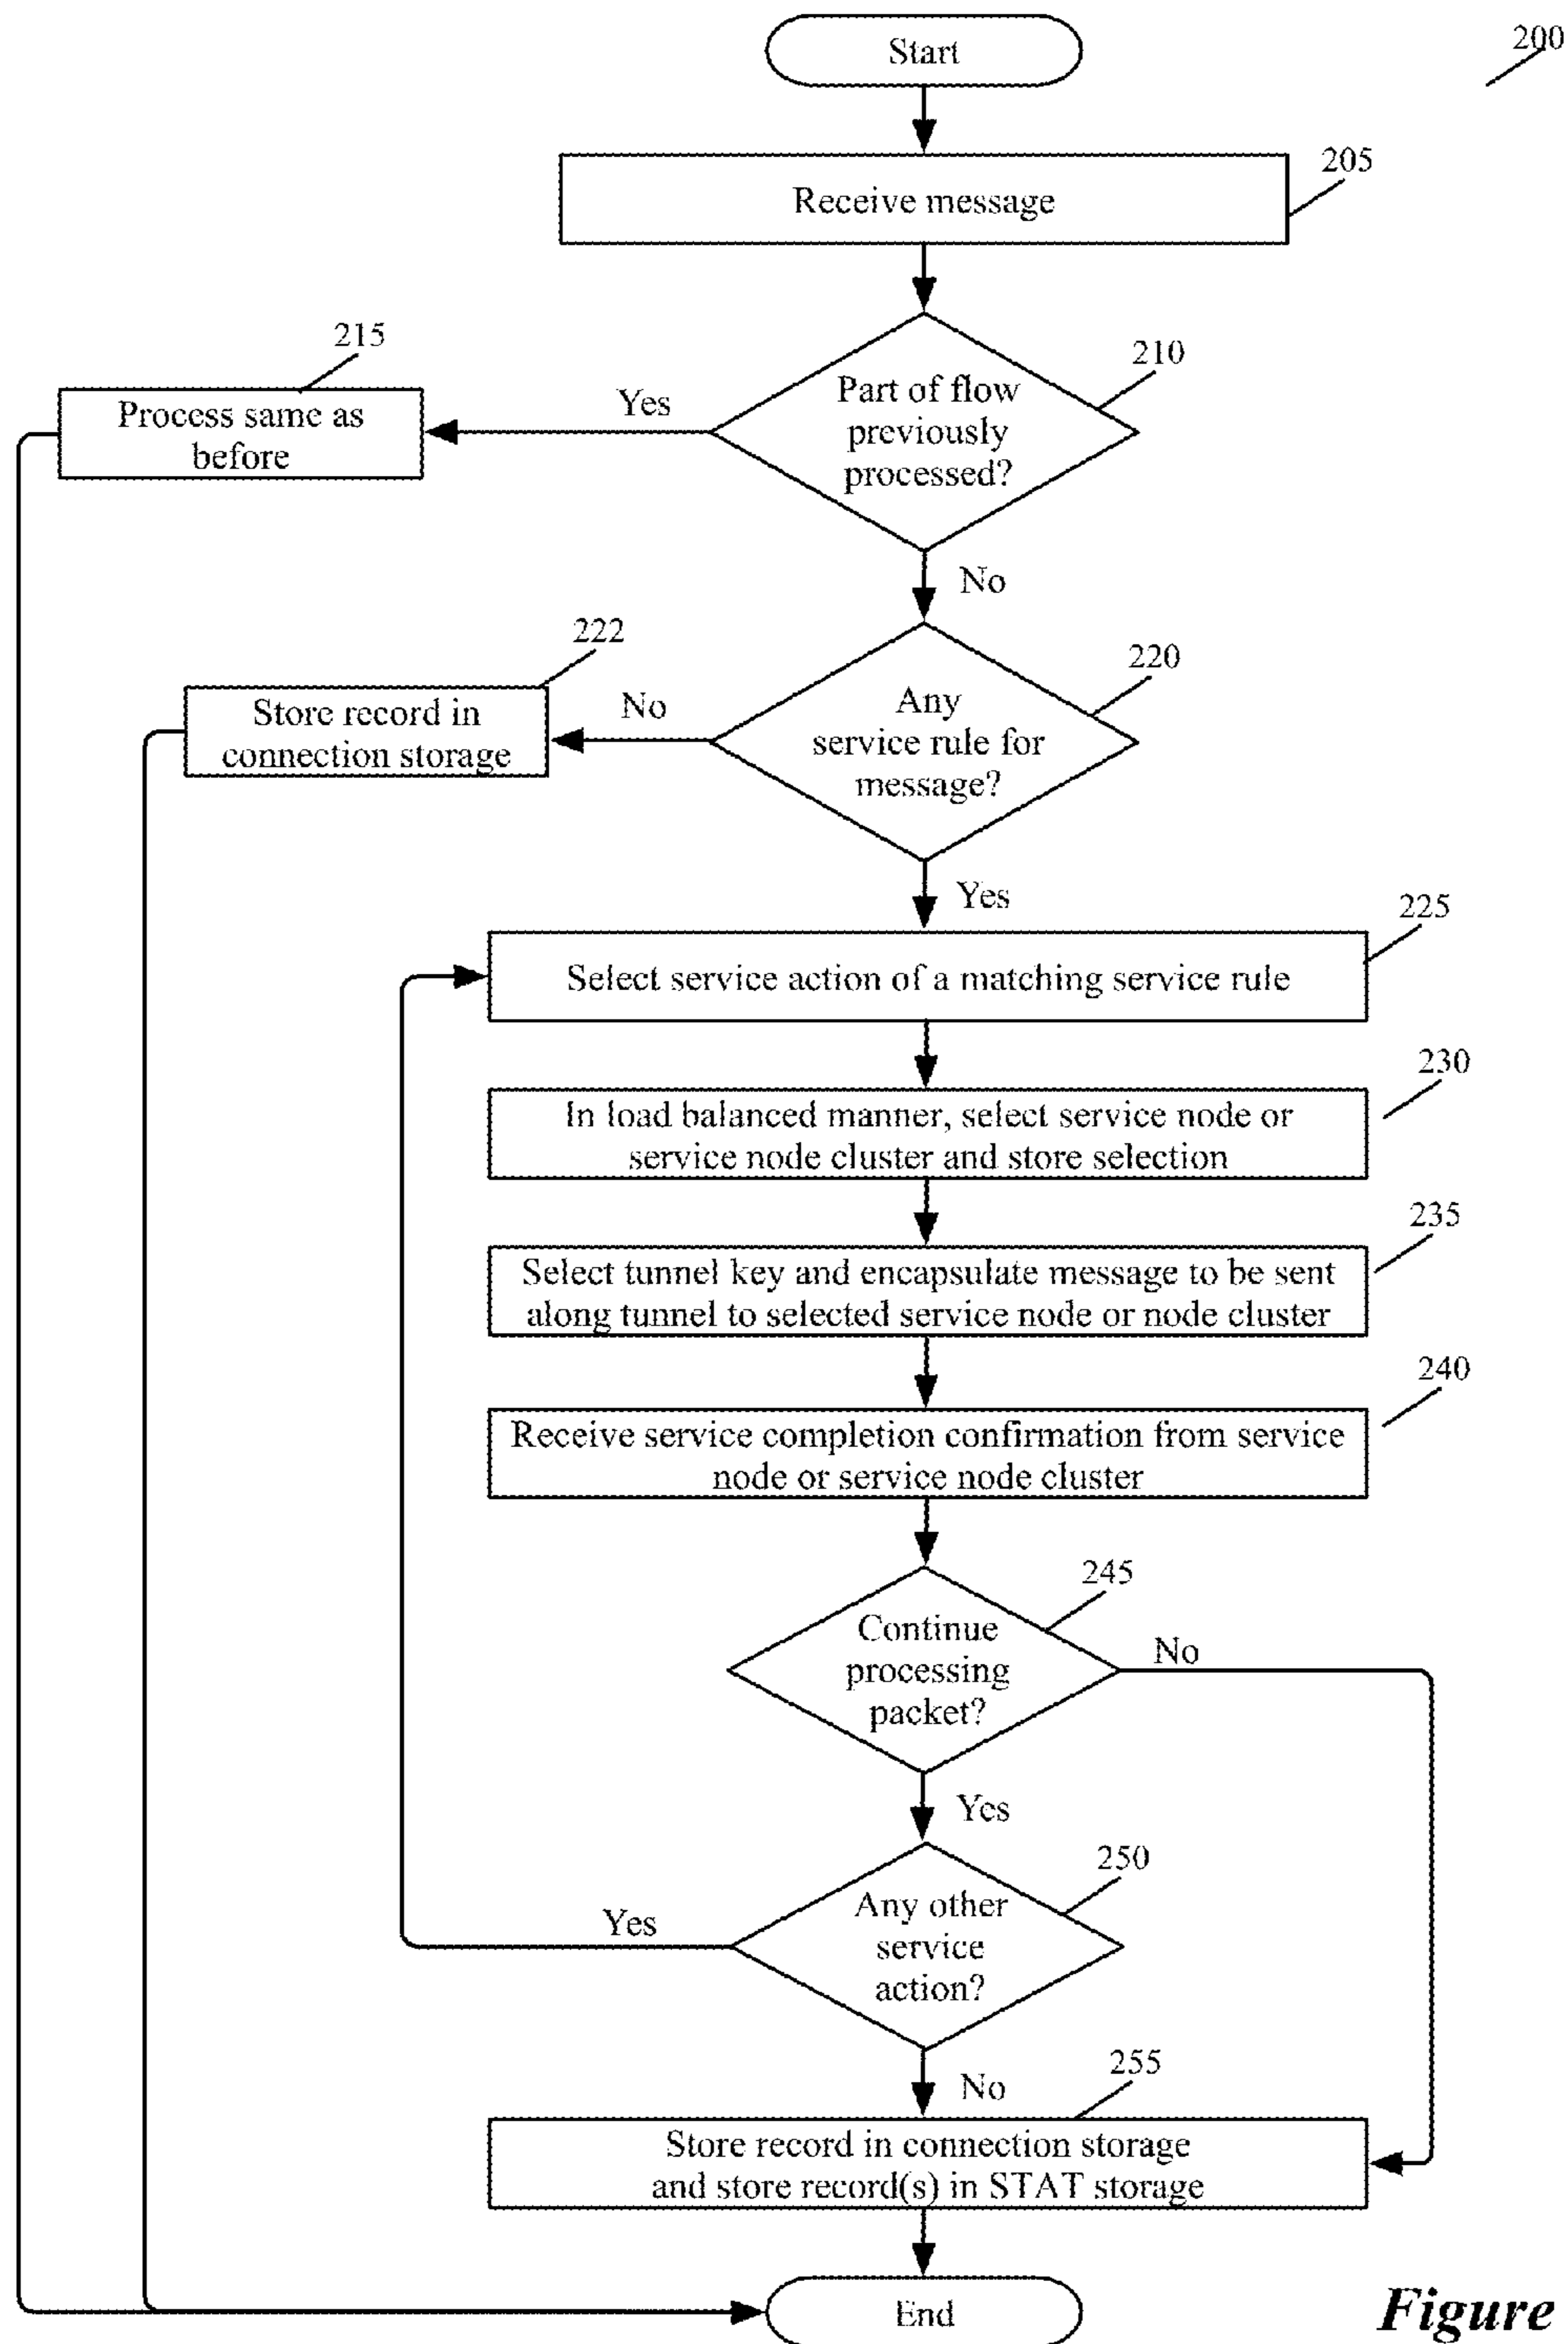 Start
200
Receive message
205
Part of flow
previously
processed?
210
Yes
215
Process same as
before
No
Any
service rule for
message?
220
No
222
Store record in
connection storage
Yes
Select service action of a matching service rule
225
In load balanced manner, select service node or
service node cluster and store selection
230
Select tunnel key and encapsulate message to be sent
along tunnel to selected service node or node cluster
235
Receive service completion confirmation from service
node or service node cluster
240
Continue
processing
packet?
245
No
Yes
Any other
service
action?
250
Yes
No
255
Store record in connection storage
and store record(s) in STAT storage
End
Figure